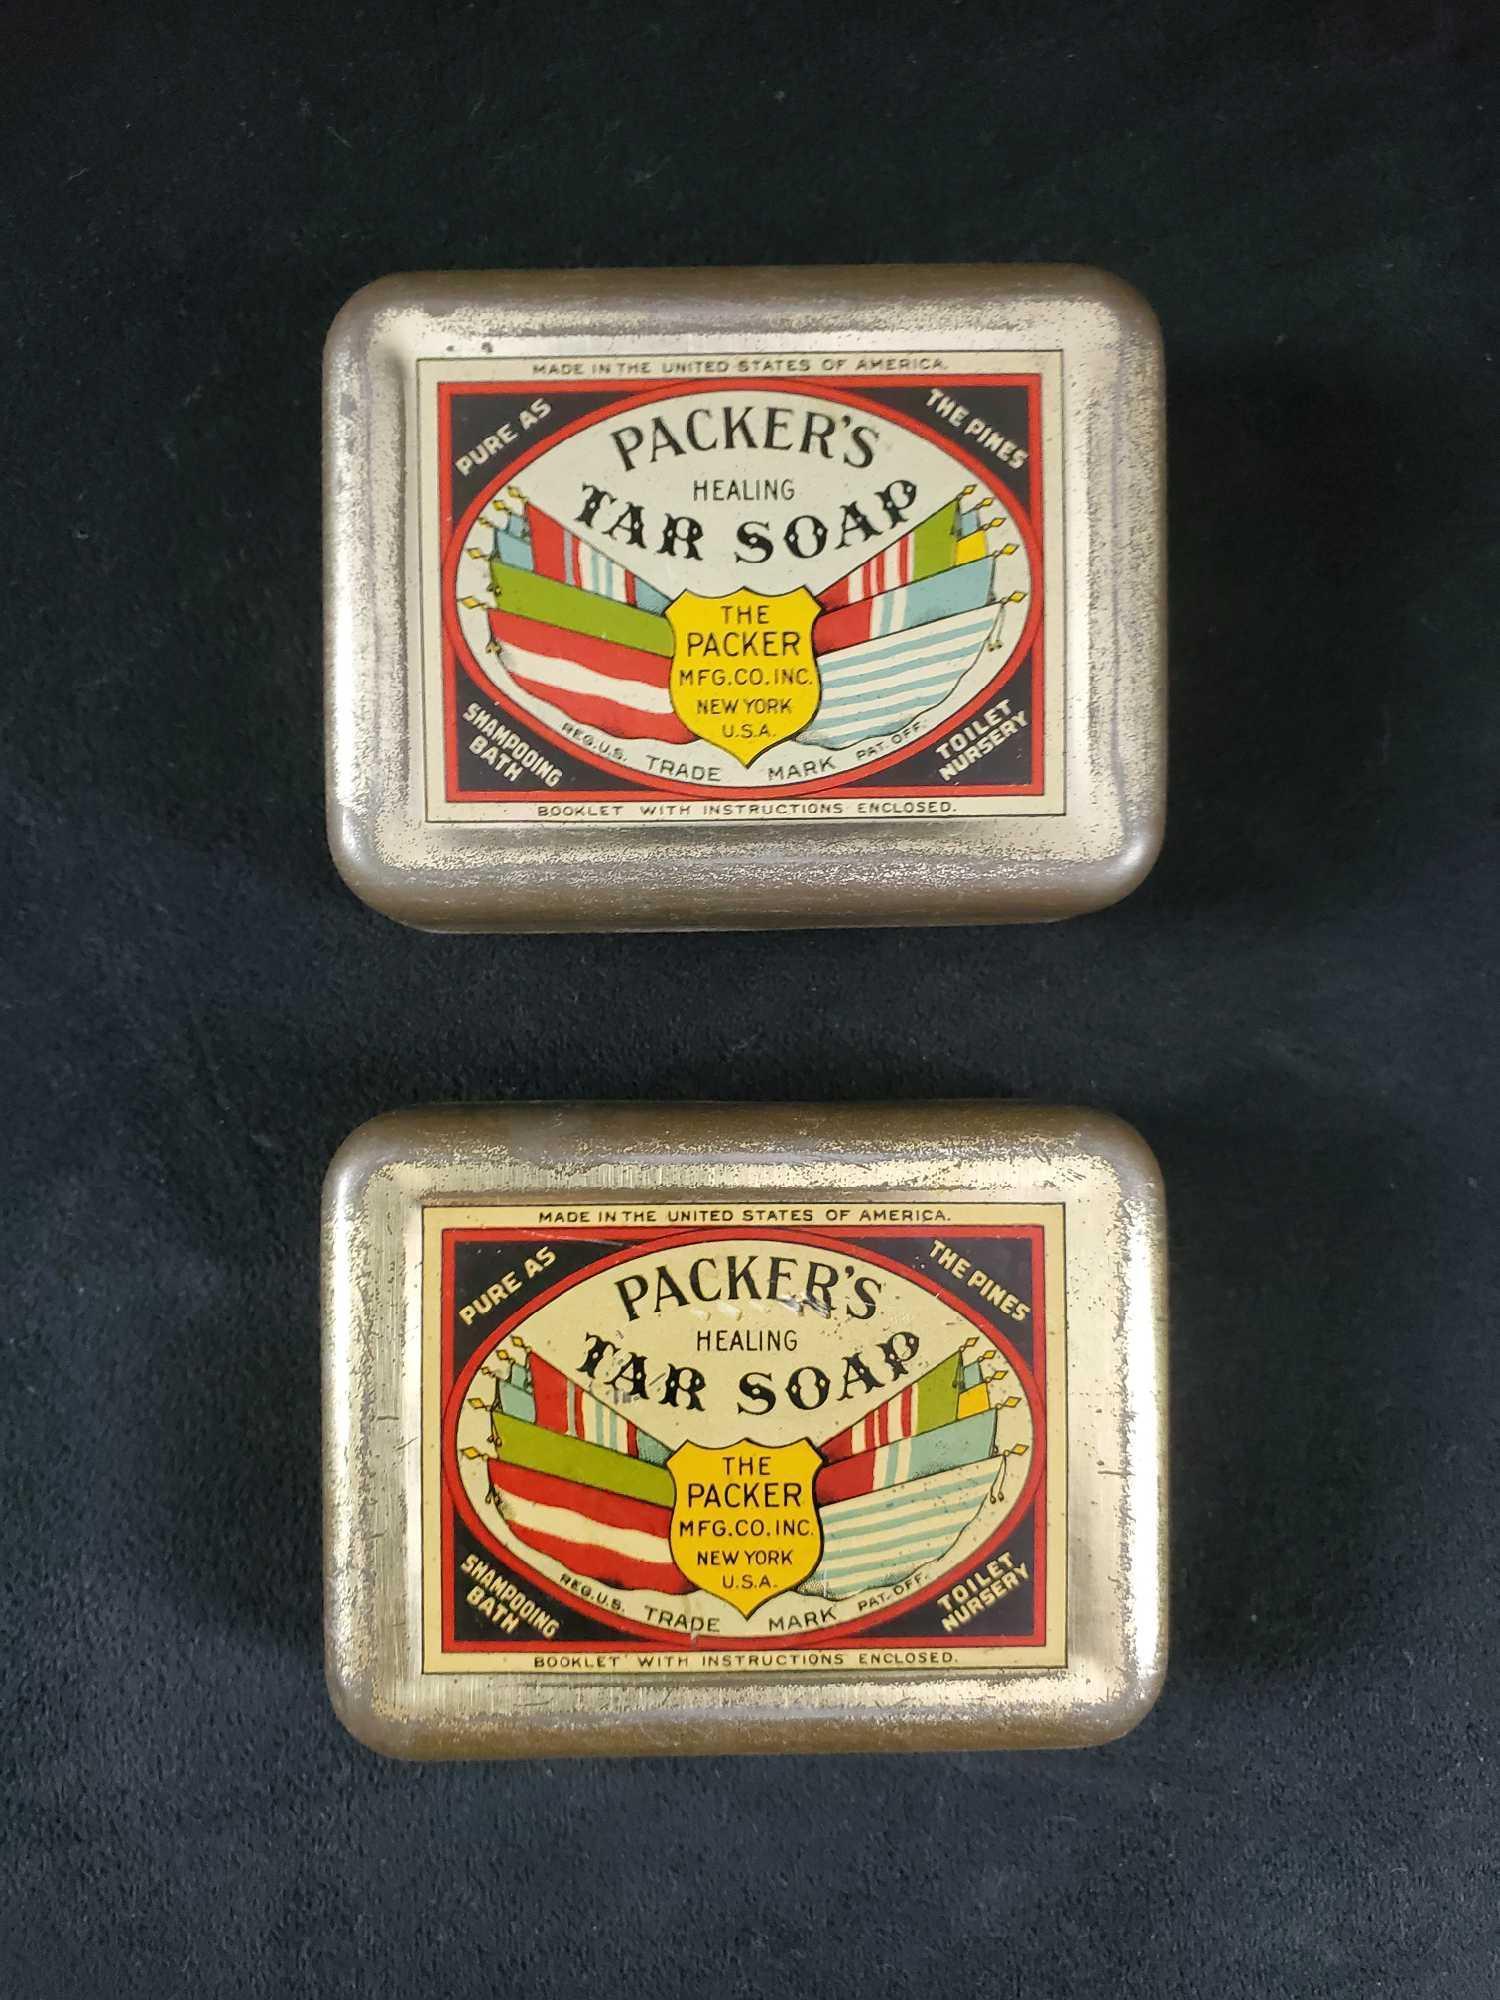 MADE IN THE UNITED STATES OF AMERICA.
PURE AS
THE PINES
PACKER'S
HEALING
TAR SOAP
THE
PACKER
MFG.CO.INC.
NEW YORK
U.S.A.
SHAMPOOING
BATH
TOILET
NURSERY
REG.U.S. TRADE MARK PAT.OFF.
BOOKLET WITH INSTRUCTIONS ENCLOSED.
MADE IN THE UNITED STATES OF AMERICA.
PURE AS
THE PINES
PACKER'S
HEALING
TAR SOAP
THE
PACKER
MFG.CO.INC.
NEW YORK
U.S.A.
SHAMPOOING
BATH
TOILET
NURSERY
REG.U.S. TRADE MARK PAT.OFF.
BOOKLET WITH INSTRUCTIONS ENCLOSED.